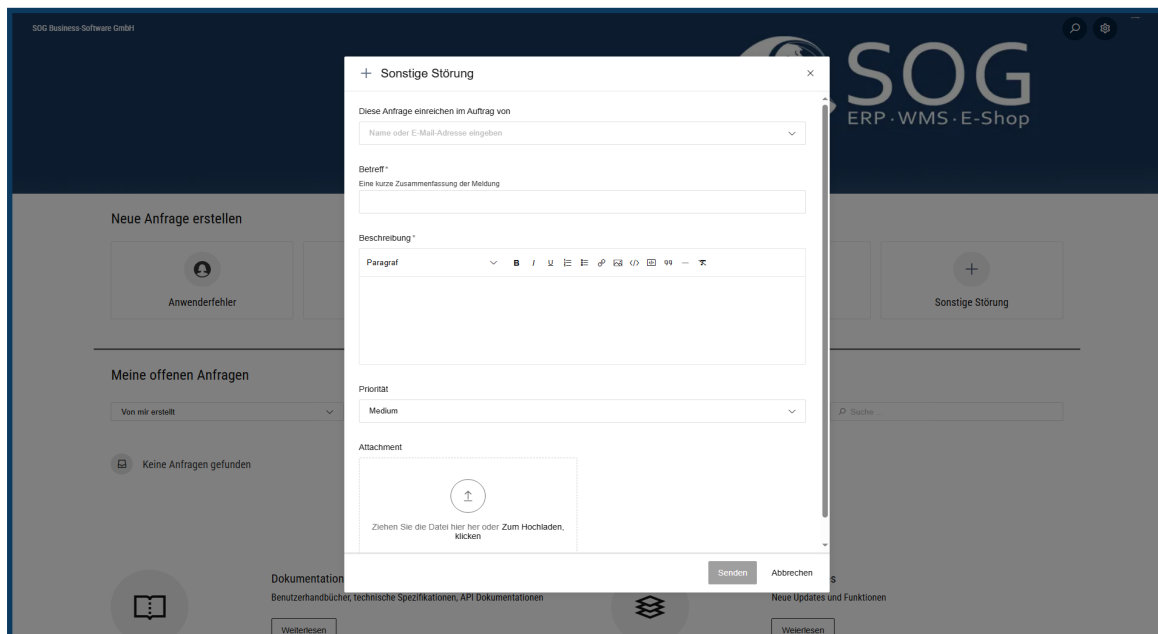 SOG Business-Software GmbH
SOG
ERP · WMS · E-Shop
Sonstige Störung
Diese Anfrage einreichen im Auftrag von
Name oder E-Mail-Adresse eingeben
Betreff *
Eine kurze Zusammenfassung der Meldung
Beschreibung *
Paragraf
Priorität
Medium
Attachment
Ziehen Sie die Datei hier her oder Zum Hochladen,
klicken
Senden
Abbrechen
Neue Anfrage erstellen
Anwenderfehler
Sonstige Störung
Meine offenen Anfragen
Von mir erstellt
Suche
Keine Anfragen gefunden
Dokumentation
Benutzerhandbücher, technische Spezifikationen, API Dokumentationen
Weiterlesen
Neue Updates und Funktionen
Weierlesen